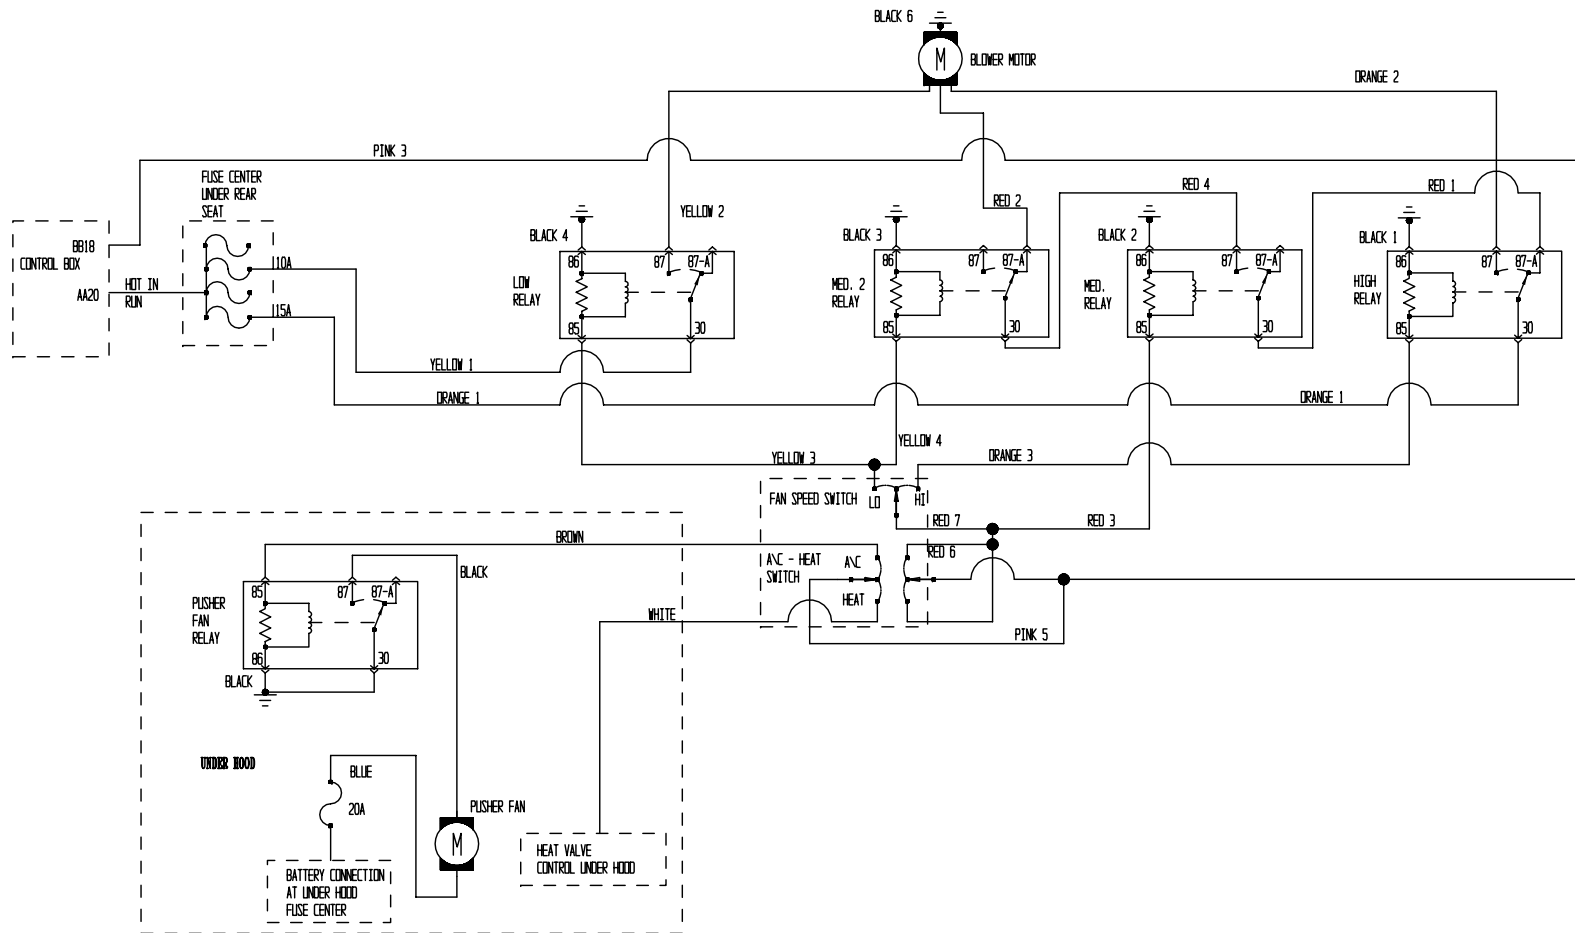 BLACK 6
M
BLOWER MOTOR
ORANGE 2
PINK 3
FUSE CENTER
UNDER REAR
SEAT
RED 4
RED 1
RED 2
YELLOW 2
BB18
CONTROL BOX
AA20
HOT IN
RUN
10A
15A
BLACK 4
86
87
87-A
LOW
RELAY
85
30
BLACK 3
86
87
87-A
MED. 2
RELAY
85
30
BLACK 2
86
87
87-A
MED.
RELAY
85
30
BLACK 1
86
87
87-A
HIGH
RELAY
85
30
YELLOW 1
ORANGE 1
ORANGE 1
YELLOW 4
YELLOW 3
ORANGE 3
FAN SPEED SWITCH
LO
HI
RED 7
RED 3
BROWN
RED 6
A\C - HEAT
SWITCH
A\C
HEAT
BLACK
WHITE
PINK 5
PUSHER
FAN
RELAY
85
87
87-A
86
30
BLACK
UNDER HOOD
BLUE
20A
PUSHER FAN
M
HEAT VALVE
CONTROL UNDER HOOD
BATTERY CONNECTION
AT UNDER HOOD
FUSE CENTER